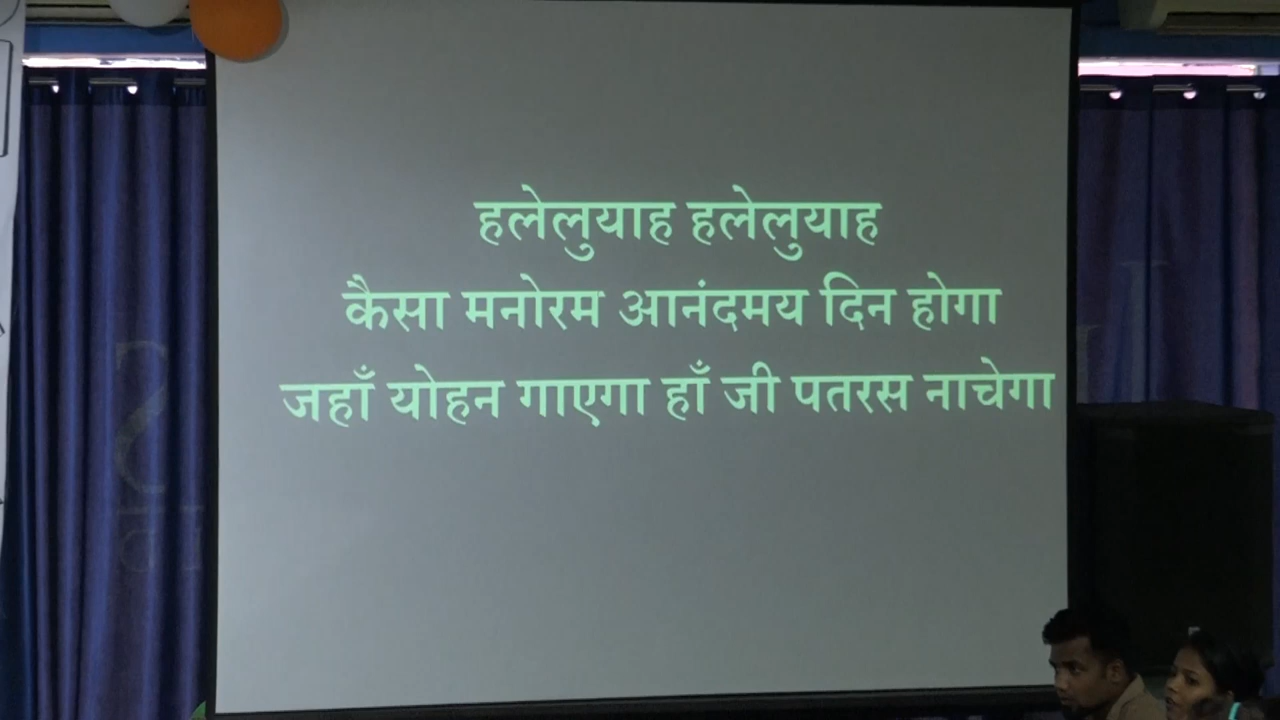 हलेलुयाह हलेलुयाह
कैसा मनोरम आनंदमय दिन होगा
जहाँ योहन गाएगा हाँ जी पतरस नाचेगा